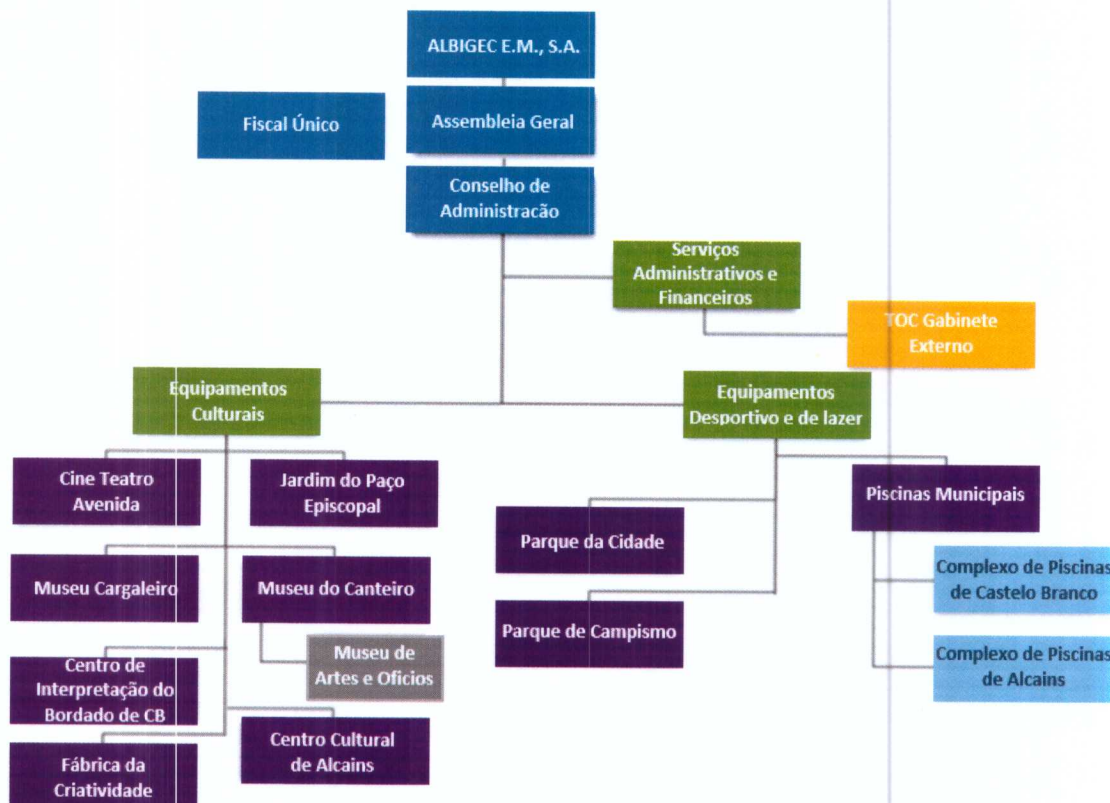 ALBIGEC E.M., S.A.
Fiscal Único
Assembleia Geral
Conselho de
Administracão
Serviços
Administrativos e
Financeiros
TOC Gabinete
Externo
Equipamentos
Culturais
Equipamentos
Desportivo e de lazer
Cine Teatro
Avenida
Jardim do Paço
Episcopal
Museu Cargaleiro
Museu do Canteiro
Museu de
Artes e Oficios
Centro de
Interpretação do
Bordado de CB
Centro Cultural
de Alcains
Fábrica da
Criatividade
Parque da Cidade
Parque de Campismo
Piscinas Municipais
Complexo de Piscinas
de Castelo Branco
Complexo de Piscinas
de Alcains